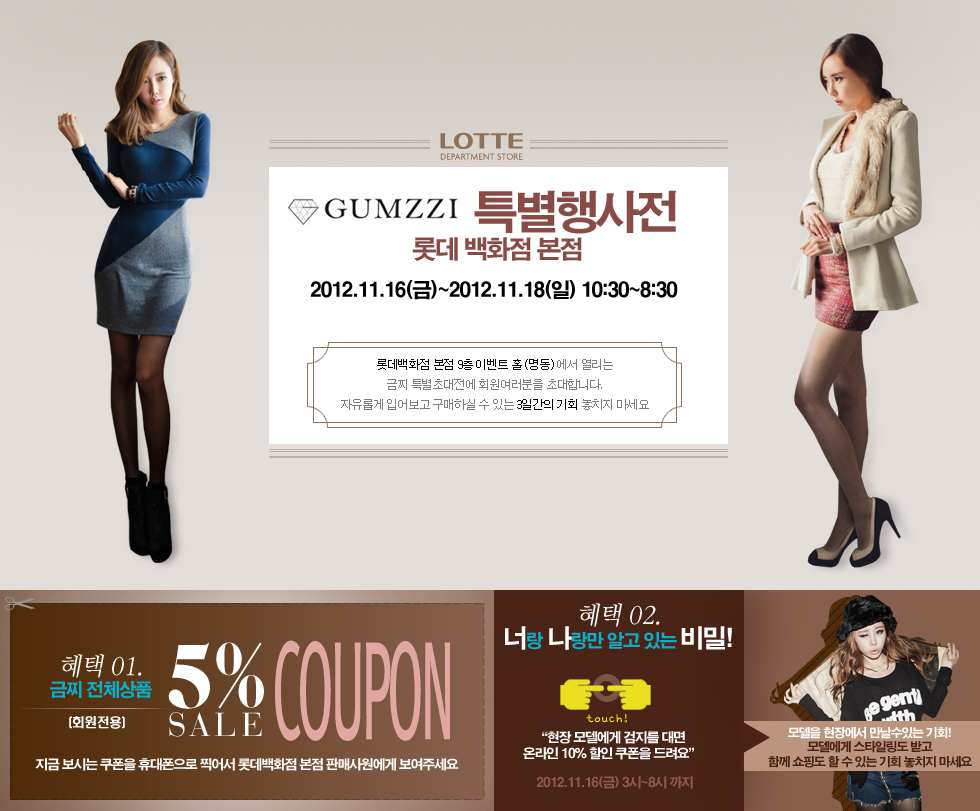 LOTTE
DEPARTMENT STORE
GUMZZI 특별행사전
롯데 백화점 본점
2012.11.16(금)~2012.11.18(일) 10:30~8:30
롯데백화점 본점 9층 이벤트 홀 (명동)에서 열리는
금찌 특별초대전에 회원여러분을 초대합니다.
자유롭게 입어보고 구매하실 수 있는 3일간의 기회 놓치지 마세요
혜택 01.
금찌 전체상품
(회원전용)
5%
SALE
COUPON
지금 보시는 쿠폰을 휴대폰으로 찍어서 롯데백화점 본점 판매사원에게 보여주세요
혜택 02.
너랑 나랑만 알고 있는 비밀!
touch!
“현장 모델에게 검지를 대면
온라인 10% 할인 쿠폰을 드려요”
2012.11.16(금) 3시~8시 까지
be gentl
with
모델을 현장에서 만날수있는 기회!
모델에게 스타일링도 받고
함께 쇼핑도 할 수 있는 기회 놓치지 마세요